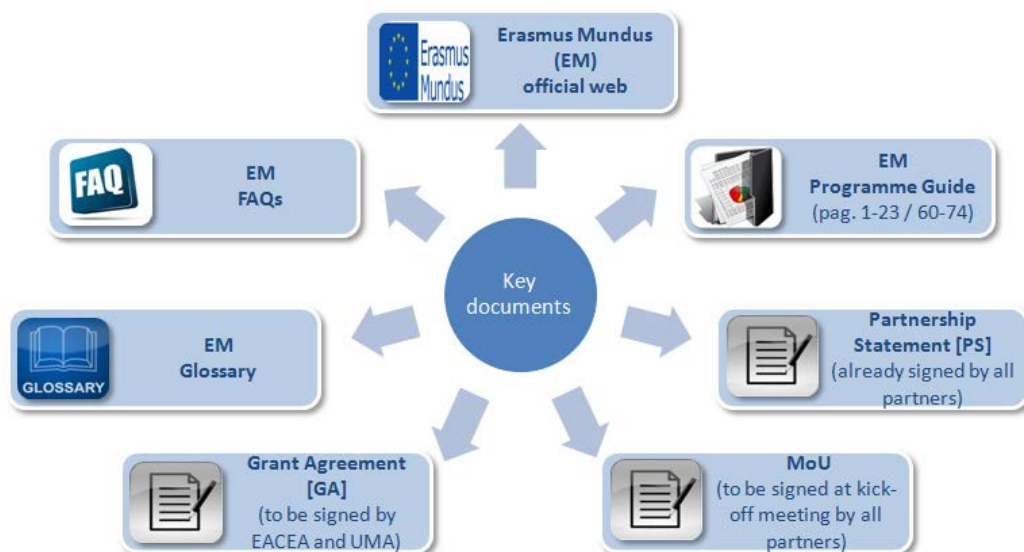 Erasmus
Mundus
Erasmus Mundus
(EM)
official web
FAQ
EM
FAQs
EM
Programme Guide
(pag. 1-23 / 60-74)
Key
documents
GLOSSARY
EM
Glossary
Partnership
Statement [PS]
(already signed by all
partners)
Grant Agreement
[GA]
(to be signed by
EACEA and UMA)
MoU
(to be signed at kick-
off meeting by all
partners)